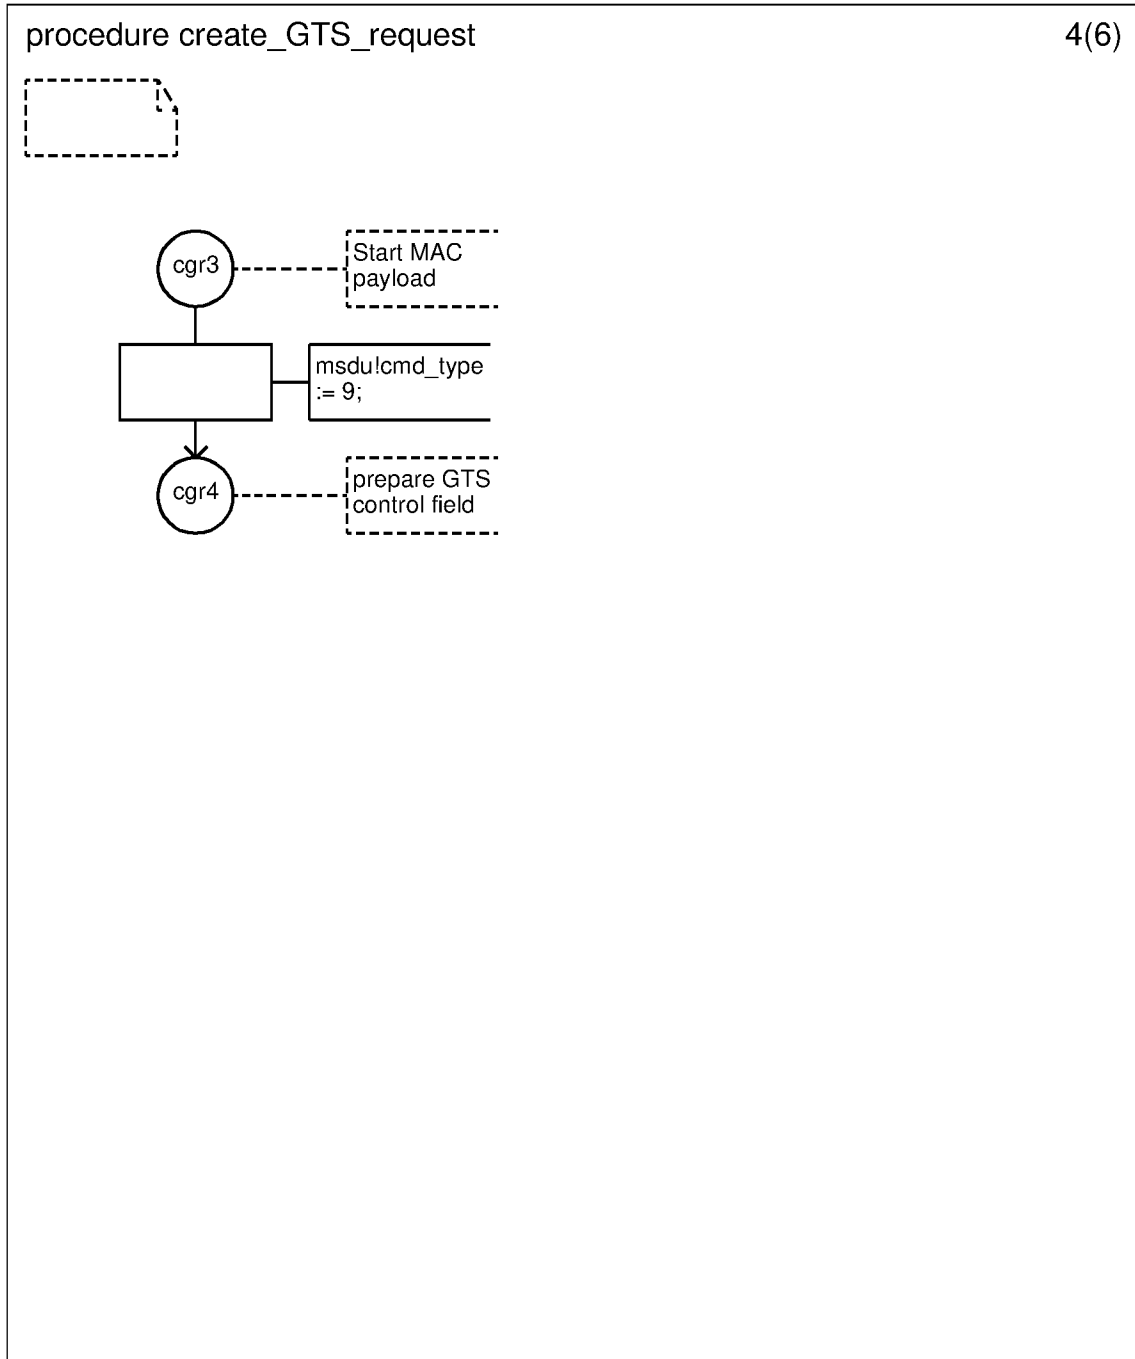 procedure create_GTS_request 4(6)
cgr3
Start MAC
payload
msdu!cmd_type
:= 9;
cgr4
prepare GTS
control field